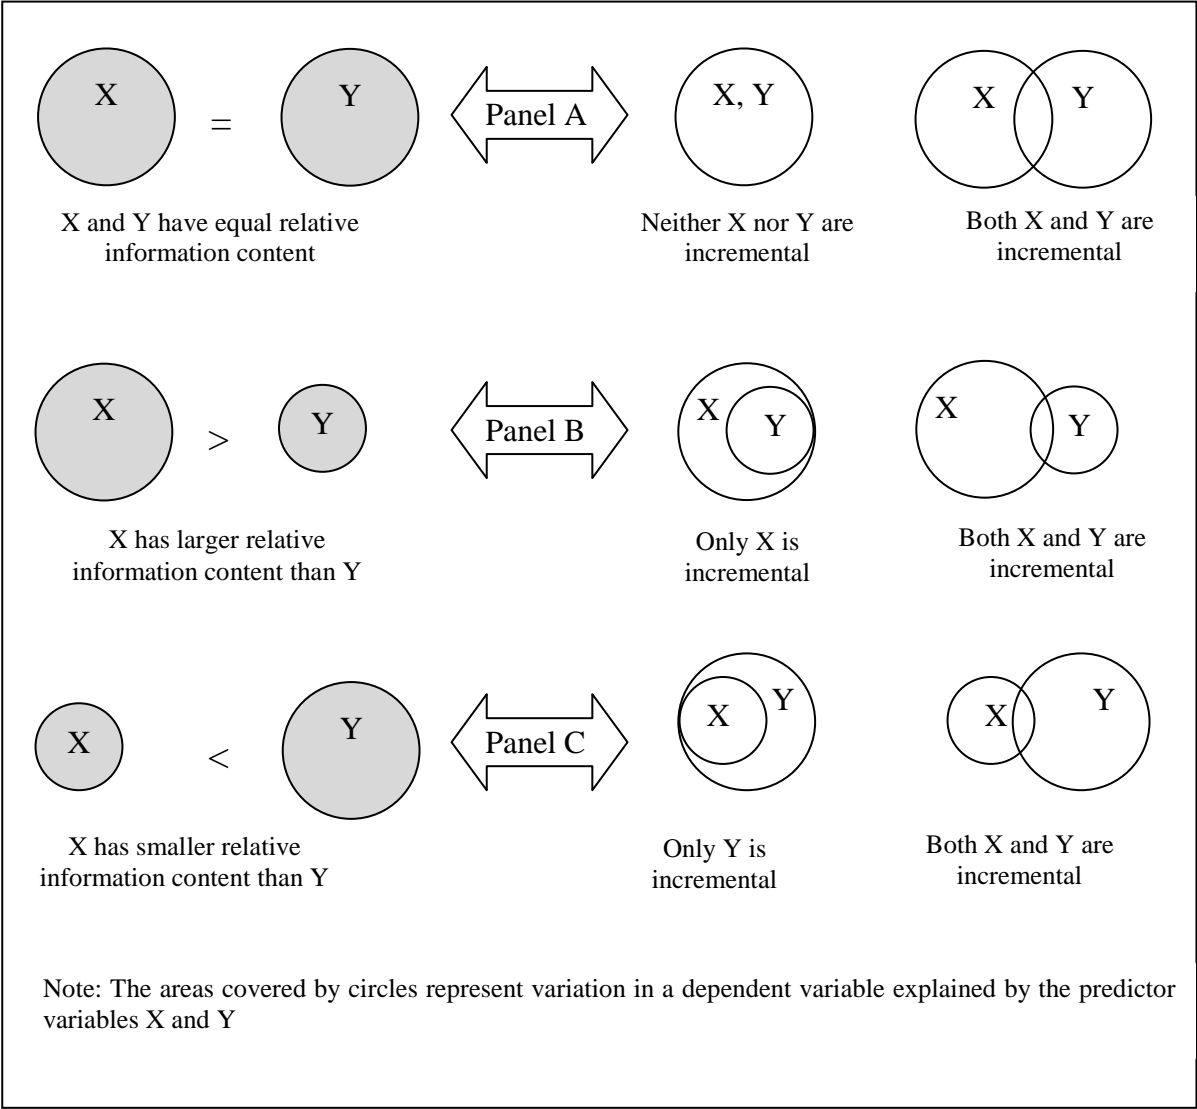 X
=
Y
Panel A
X, Y
X
Y
X and Y have equal relative
information content
Neither X nor Y are
incremental
Both X and Y are
incremental
X
>
Y
Panel B
X
Y
X
Y
X has larger relative
information content than Y
Only X is
incremental
Both X and Y are
incremental
X
<
Y
Panel C
X
Y
X
Y
X has smaller relative
information content than Y
Only Y is
incremental
Both X and Y are
incremental
Note: The areas covered by circles represent variation in a dependent variable explained by the predictor
variables X and Y